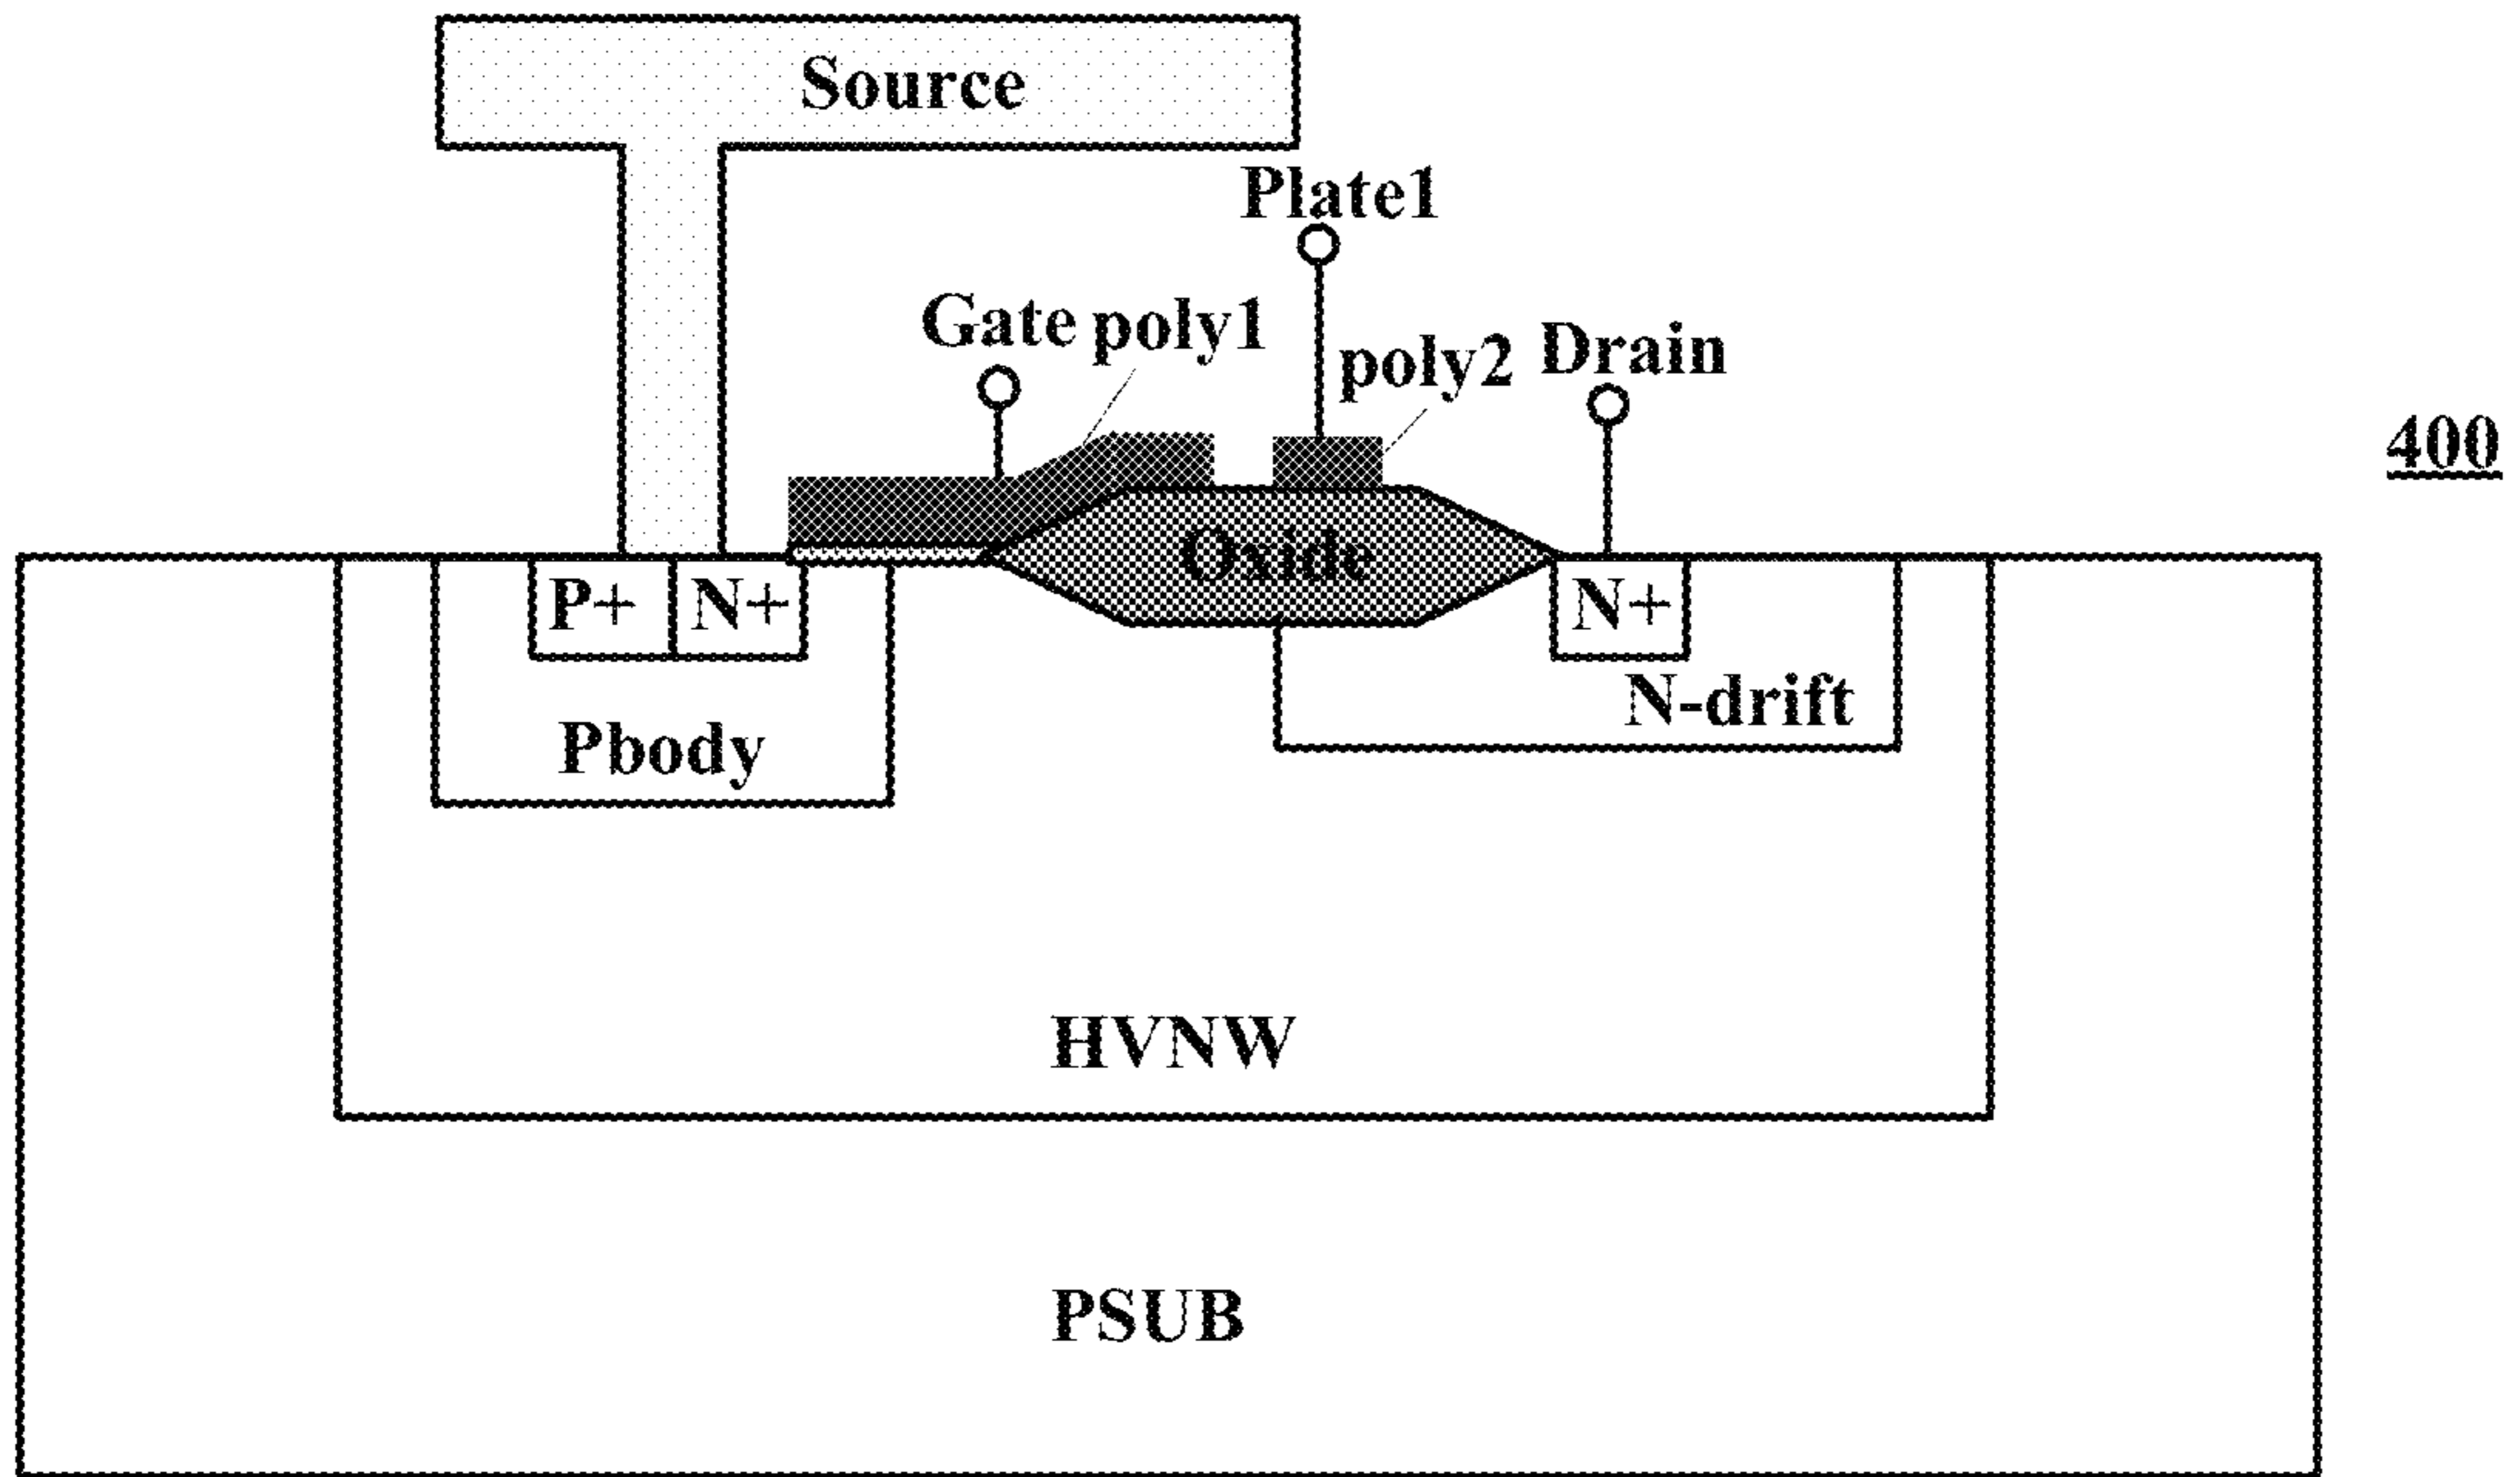 Source
Plate1
Gate poly1
poly2 Drain
400
Oxide
P+ N+ N+
N-drift
Pbody
HVNW
PSUB